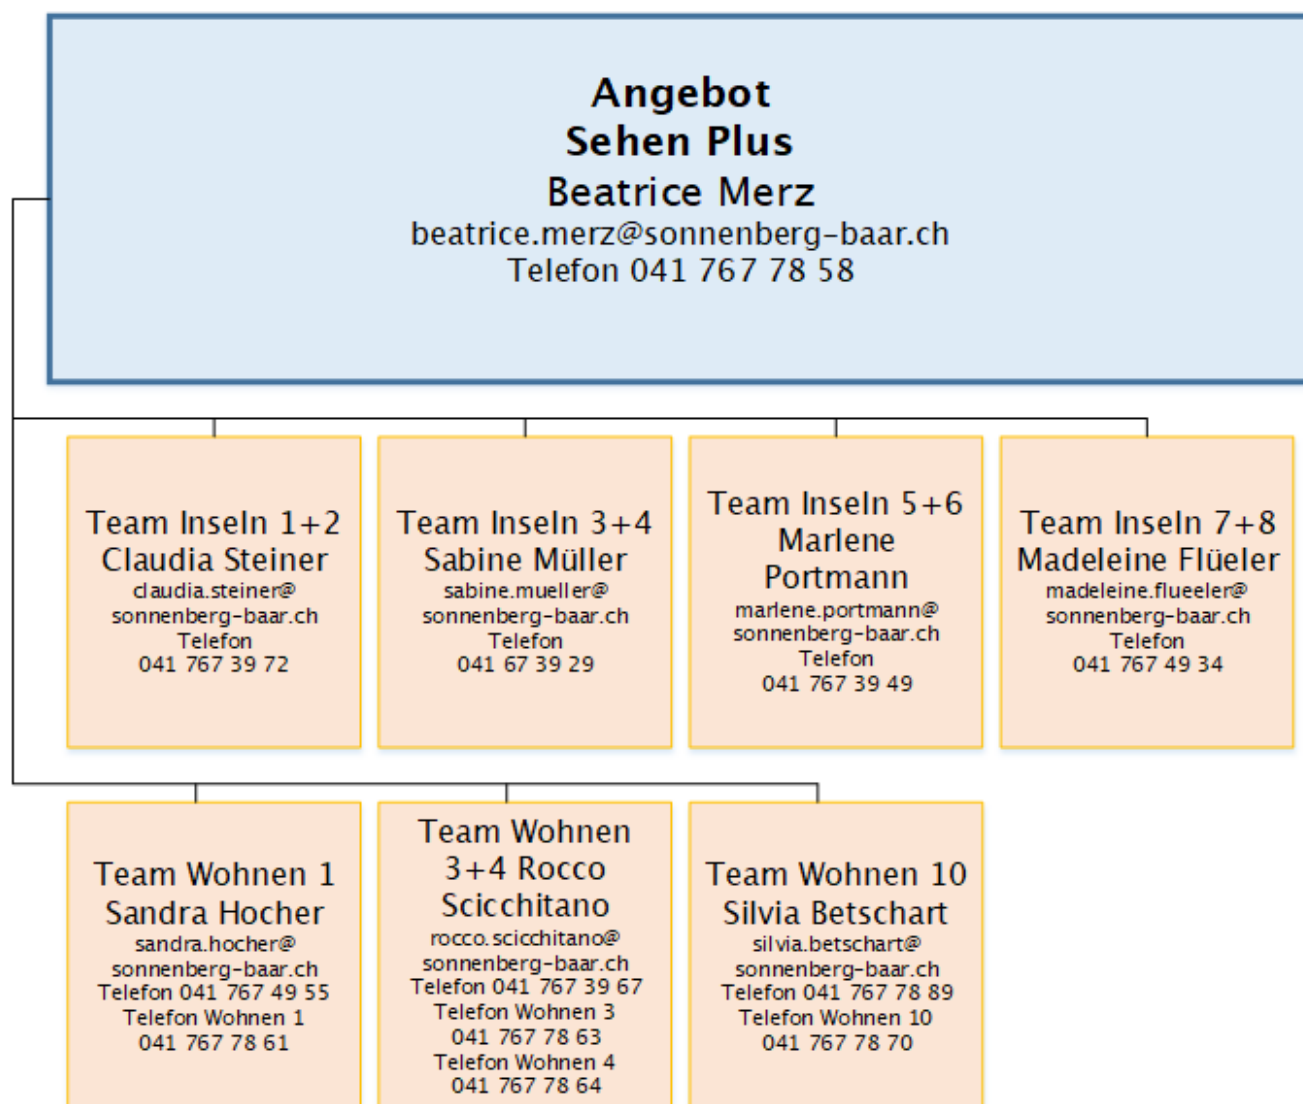 Angebot
Sehen Plus
Beatrice Merz
beatrice.merz@sonnenberg-baar.ch
Telefon 041 767 78 58
Team Inseln 1+2
Claudia Steiner
claudia.steiner@
sonnenberg-baar.ch
Telefon
041 767 39 72
Team Inseln 3+4
Sabine Müller
sabine.mueller@
sonnenberg-baar.ch
Telefon
041 67 39 29
Team Inseln 5+6
Marlene
Portmann
marlene.portmann@
sonnenberg-baar.ch
Telefon
041 767 39 49
Team Inseln 7+8
Madeleine Flüeler
madeleine.flueeler@
sonnenberg-baar.ch
Telefon
041 767 49 34
Team Wohnen 1
Sandra Hocher
sandra.hocher@
sonnenberg-baar.ch
Telefon 041 767 49 55
Telefon Wohnen 1
041 767 78 61
Team Wohnen
3+4 Rocco
Scicchitano
rocco.scicchitano@
sonnenberg-baar.ch
Telefon 041 767 39 67
Telefon Wohnen 3
041 767 78 63
Telefon Wohnen 4
041 767 78 64
Team Wohnen 10
Silvia Betschart
silvia.betschart@
sonnenberg-baar.ch
Telefon 041 767 78 89
Telefon Wohnen 10
041 767 78 70